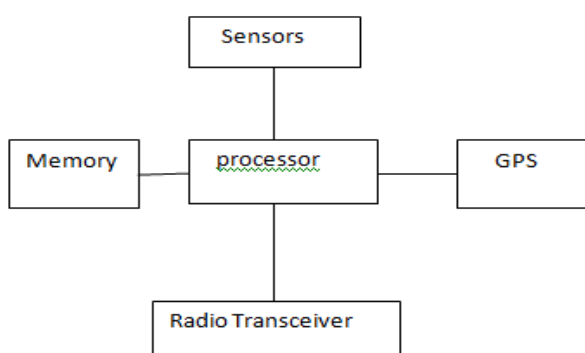 Sensors
Memory
processor
GPS
Radio Transceiver